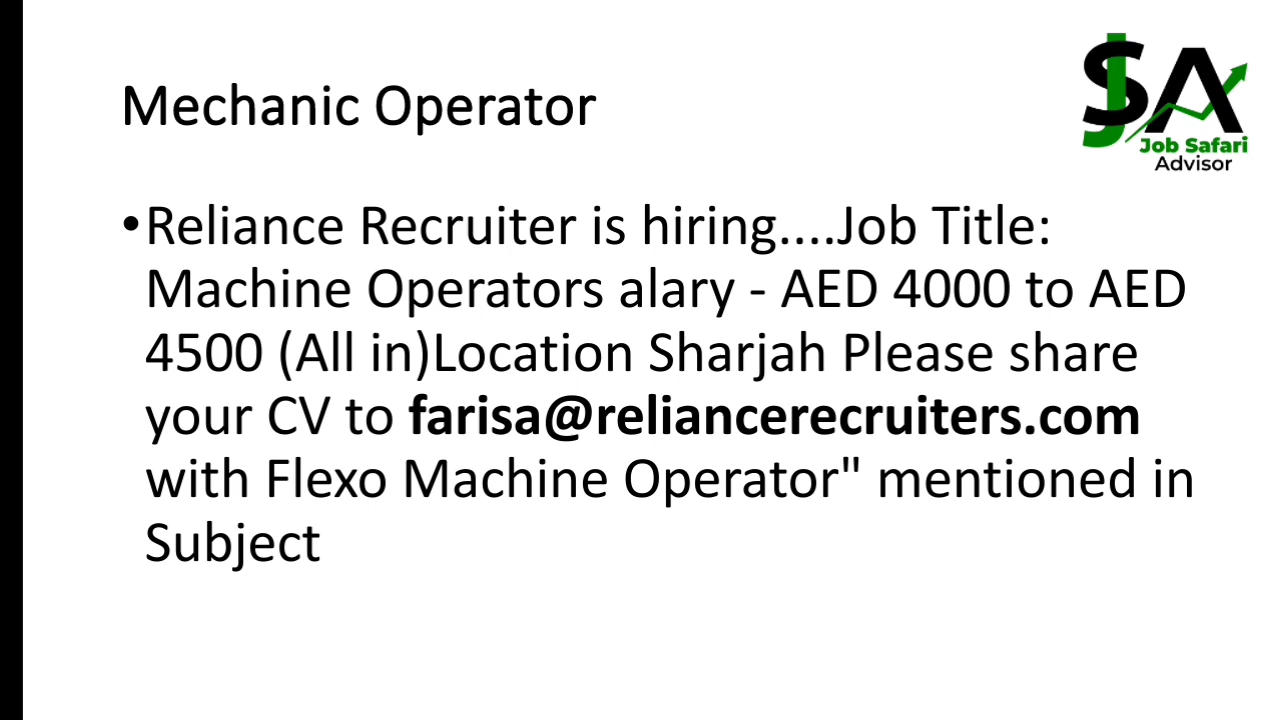 Mechanic Operator
SJA
Job Safari
Advisor
•Reliance Recruiter is hiring....Job Title:
Machine Operators alary - AED 4000 to AED
4500 (All in)Location Sharjah Please share
your CV to farisa@reliancerecruiters.com
with Flexo Machine Operator" mentioned in
Subject